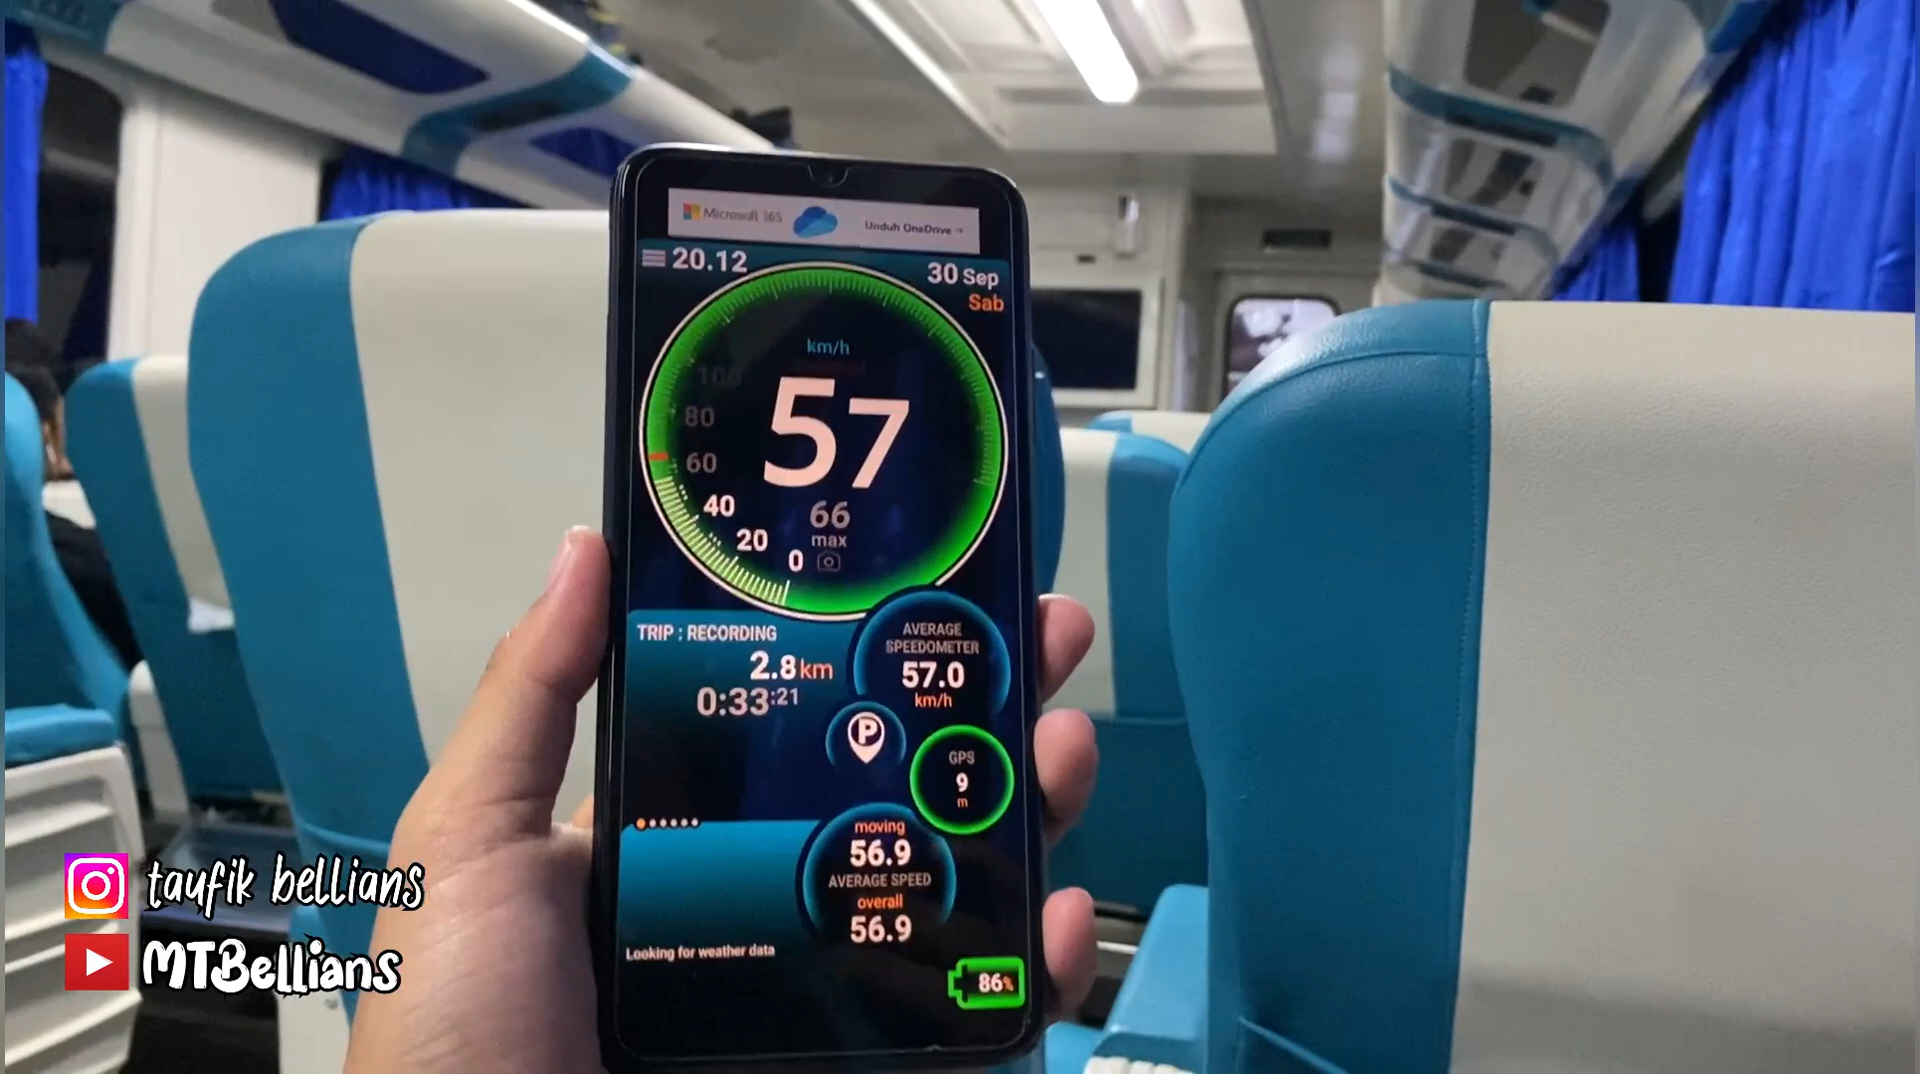 Microsoft 365
Unduh OneDrive →
20.12
30 Sep
Sab
km/h
100
80
60
40
20
0
57
66
max
TRIP : RECORDING
2.8 km
0:33:21
AVERAGE
SPEEDOMETER
57.0
km/h
P
GPS
9
m
moving
56.9
AVERAGE SPEED
overall
56.9
Looking for weather data
86%
taufik bellians
MTBellians